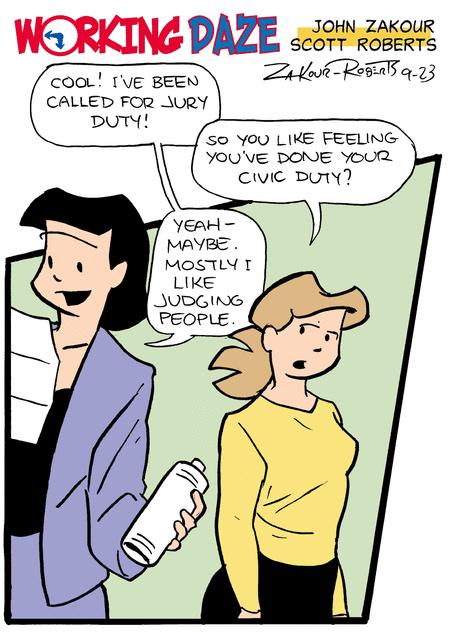 WORKING DAZE
JOHN ZAKOUR
SCOTT ROBERTS
ZAKOUR-ROBERTS 9-23
COOL! I'VE BEEN
CALLED FOR JURY
DUTY!
SO YOU LIKE FEELING
YOU'VE DONE YOUR
CIVIC DUTY?
YEAH-
MAYBE.
MOSTLY I
LIKE
JUDGING
PEOPLE.